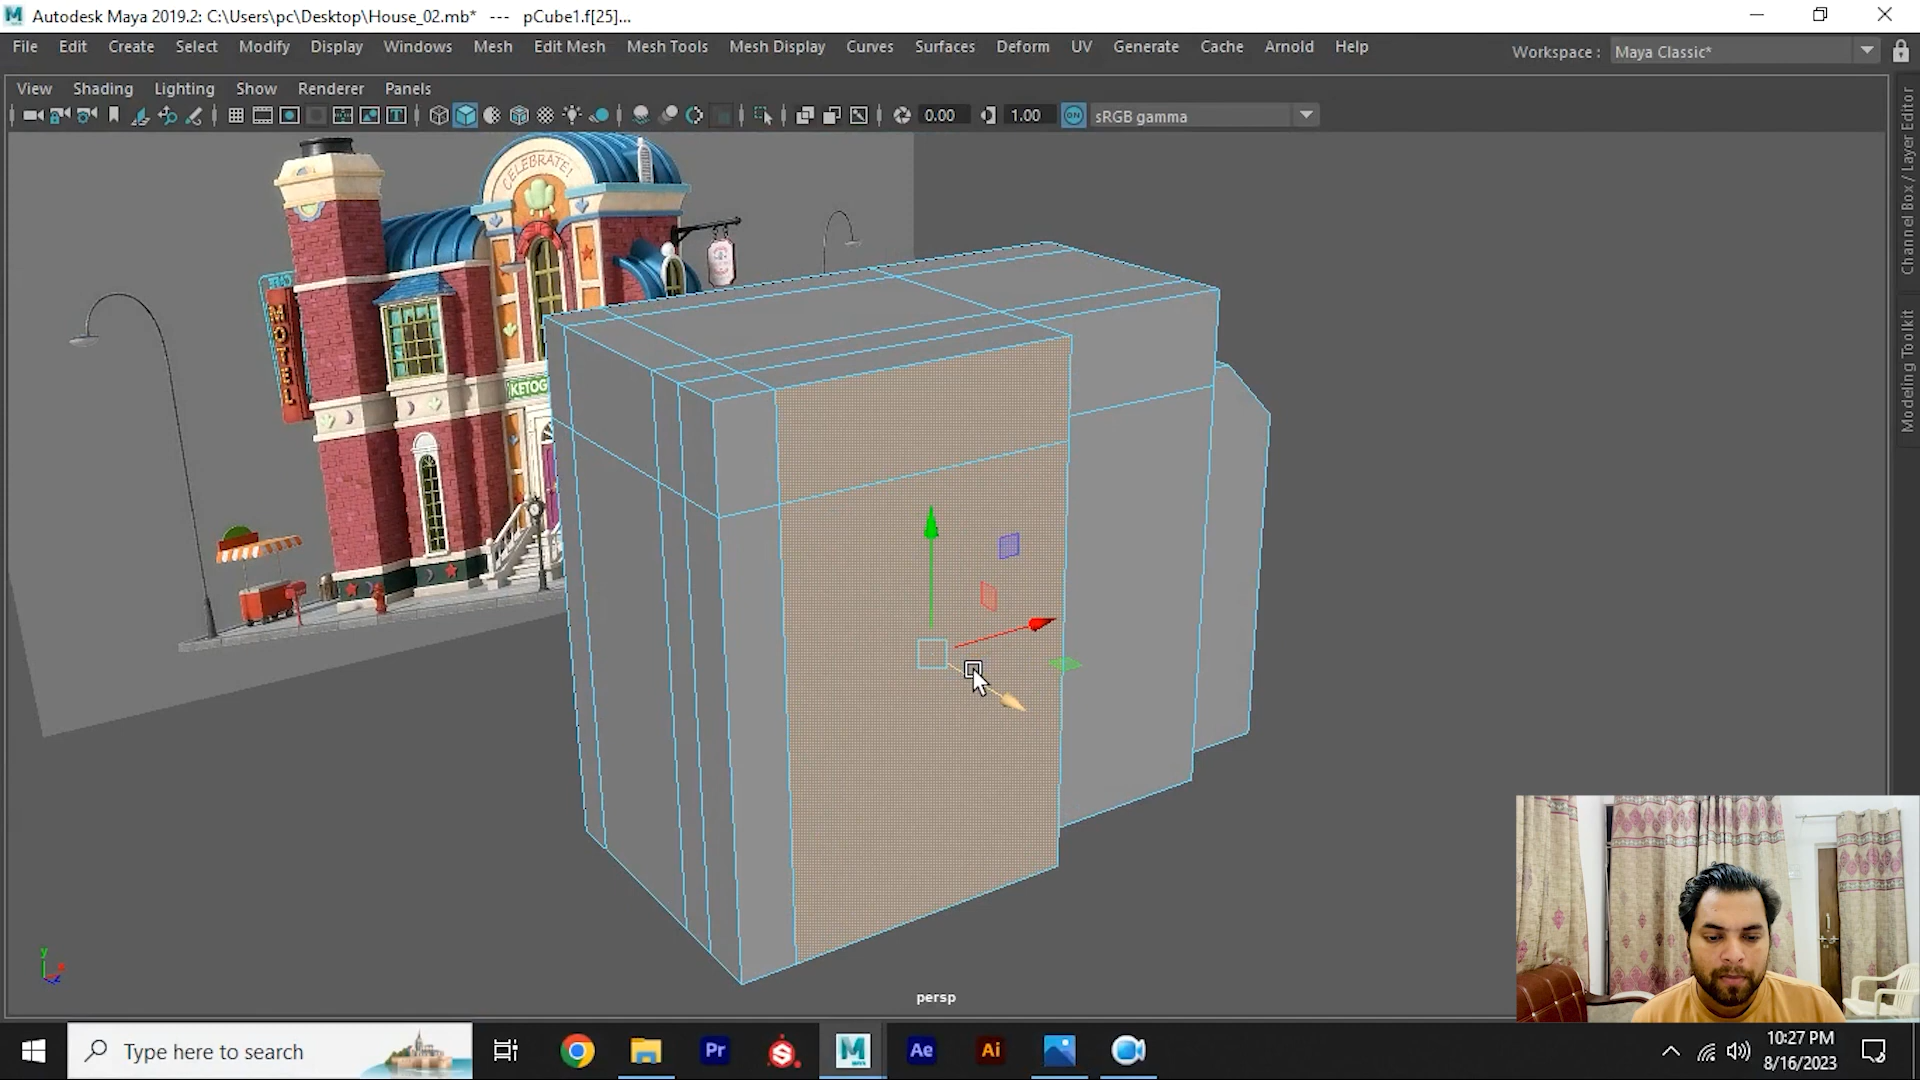 Autodesk Maya 2019.2: C:\Users\pc\Desktop\House_02.mb*   ---   pCube1.f[25]...
File Edit Create Select Modify Display Windows Mesh Edit Mesh Mesh Tools Mesh Display Curves Surfaces Deform UV Generate Cache Arnold Help
Workspace : Maya Classic*
View Shading Lighting Show Renderer Panels
0.00 1.00 ON sRGB gamma
Channel Box / Layer Editor
Modeling Toolkit
CELEBRATE!
CAFE
MOTEL
KETOG
y
persp
Type here to search
Pr
S
M
MAYA
Ae
Ai
10:27 PM
8/16/2023